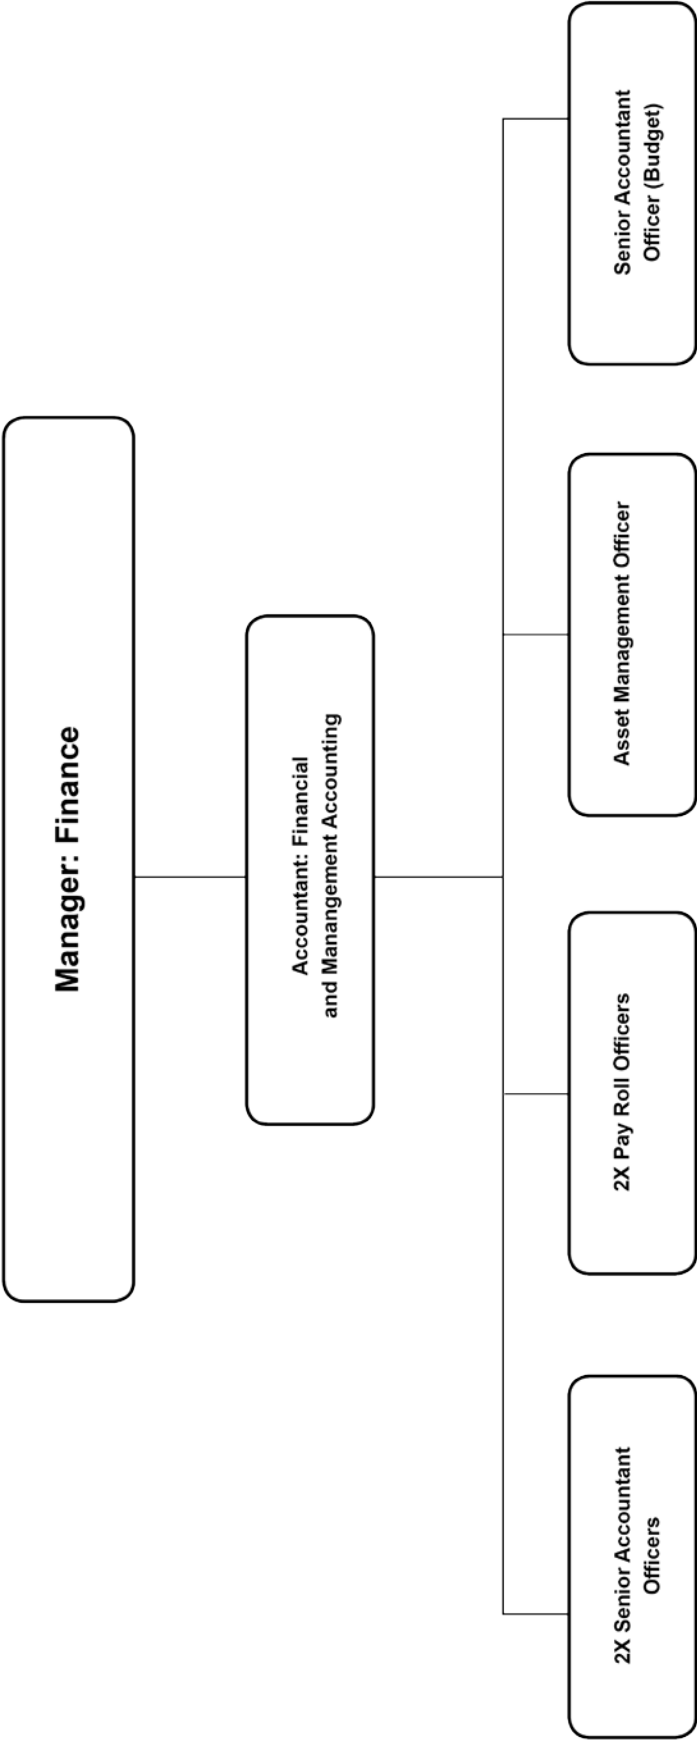 Manager: Finance
Accountant: Financial
and Manangement Accounting
2X Senior Accountant
Officers
2X Pay Roll Officers
Asset Management Officer
Senior Accountant
Officer (Budget)